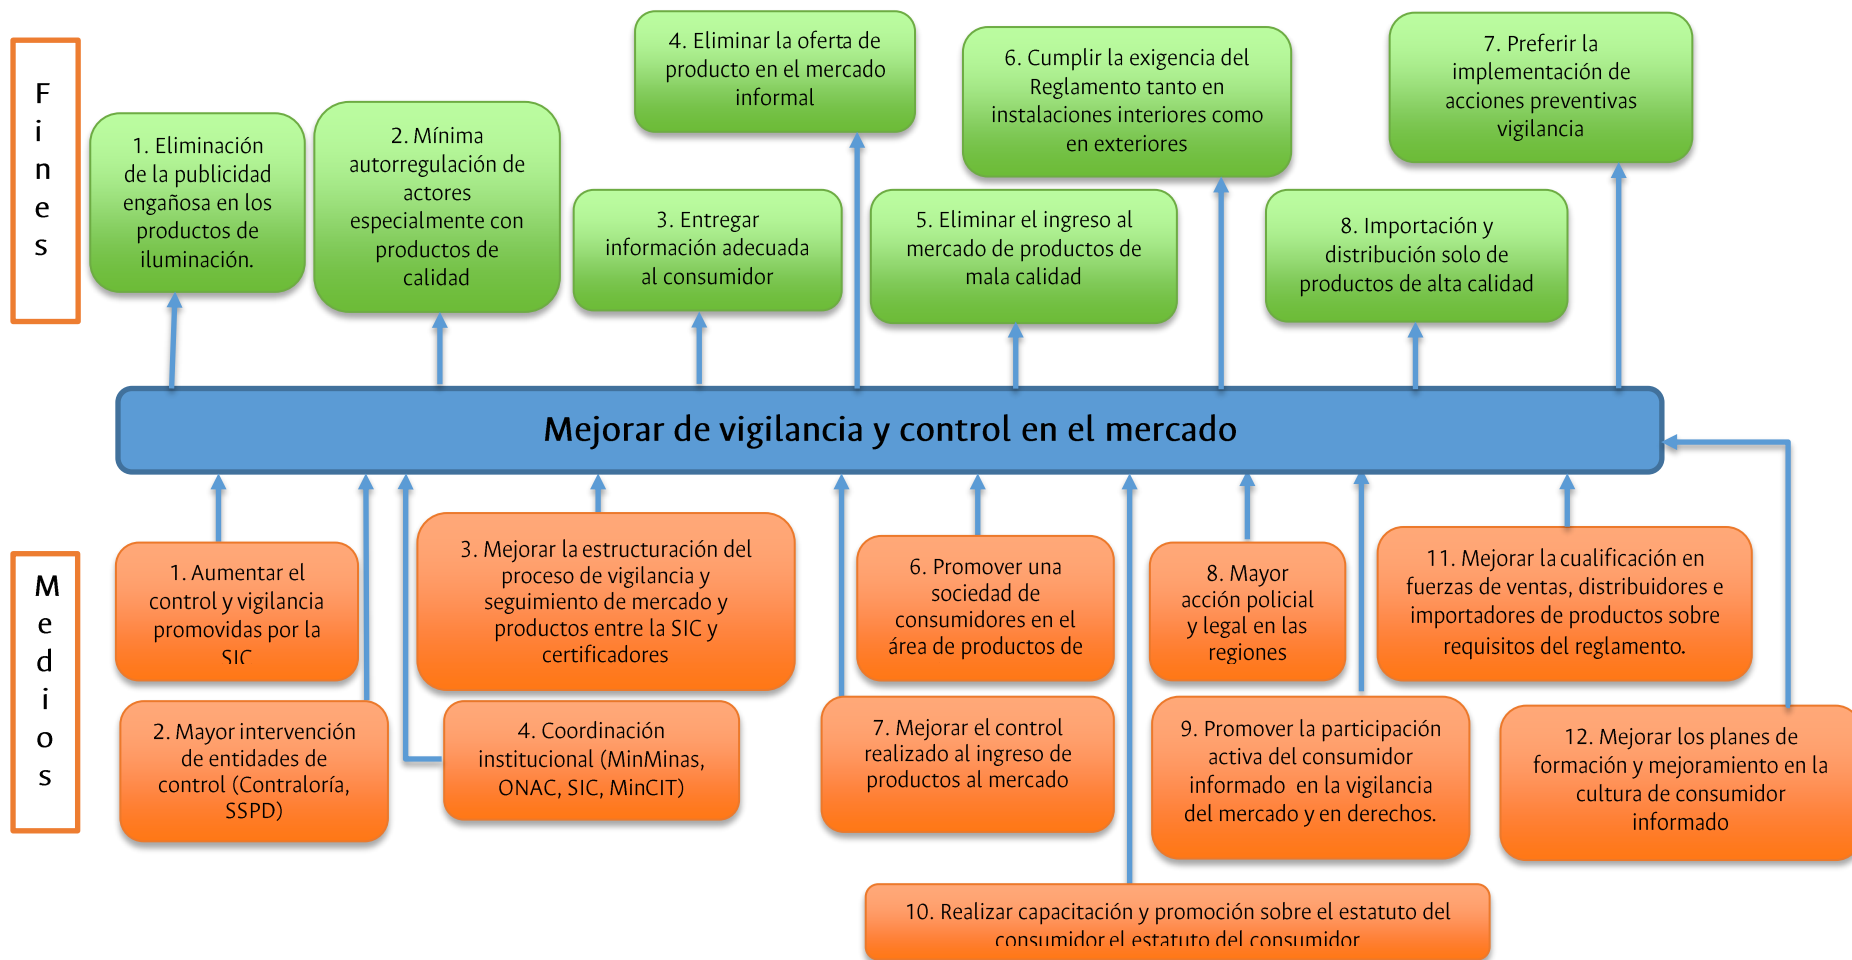 Fines
1. Eliminación
de la publicidad
engañosa en los
productos de
iluminación.
2. Mínima
autorregulación de
actores
especialmente con
productos de
calidad
3. Entregar
información adecuada
al consumidor
4. Eliminar la oferta de
producto en el mercado
informal
5. Eliminar el ingreso al
mercado de productos de
mala calidad
6. Cumplir la exigencia del
Reglamento tanto en
instalaciones interiores como
en exteriores
7. Preferir la
implementación de
acciones preventivas
vigilancia
8. Importación y
distribución solo de
productos de alta calidad
Mejorar de vigilancia y control en el mercado
Medios
1. Aumentar el
control y vigilancia
promovidas por la
SIC
2. Mayor intervención
de entidades de
control (Contraloría,
SSPD)
3. Mejorar la estructuración del
proceso de vigilancia y
seguimiento de mercado y
productos entre la SIC y
certificadores
4. Coordinación
institucional (MinMinas,
ONAC, SIC, MinCIT)
6. Promover una
sociedad de
consumidores en el
área de productos de
7. Mejorar el control
realizado al ingreso de
productos al mercado
8. Mayor
acción policial
y legal en las
regiones
9. Promover la participación
activa del consumidor
informado en la vigilancia
del mercado y en derechos.
10. Realizar capacitación y promoción sobre el estatuto del
consumidor el estatuto del consumidor
11. Mejorar la cualificación en
fuerzas de ventas, distribuidores e
importadores de productos sobre
requisitos del reglamento.
12. Mejorar los planes de
formación y mejoramiento en la
cultura de consumidor
informado